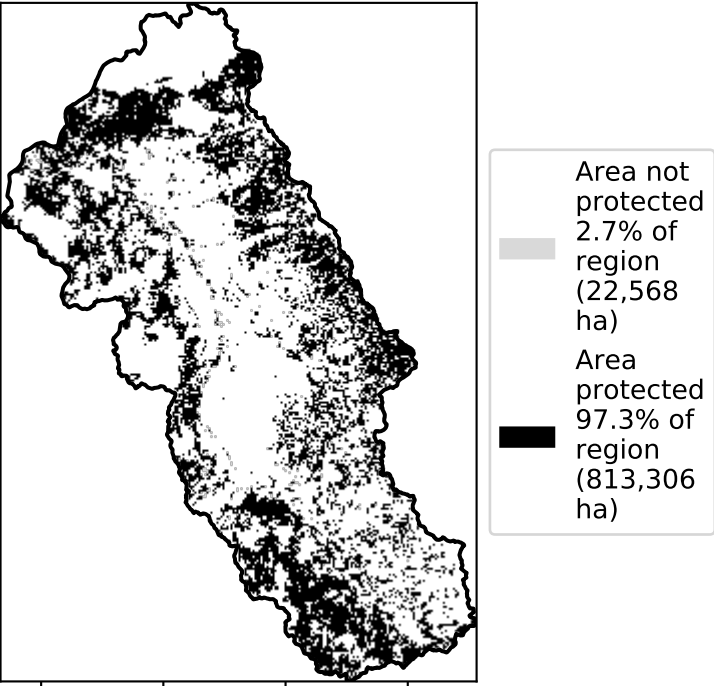 Area not
protected
2.7% of
region
(22,568
ha)
Area
protected
97.3% of
region
(813,306
ha)